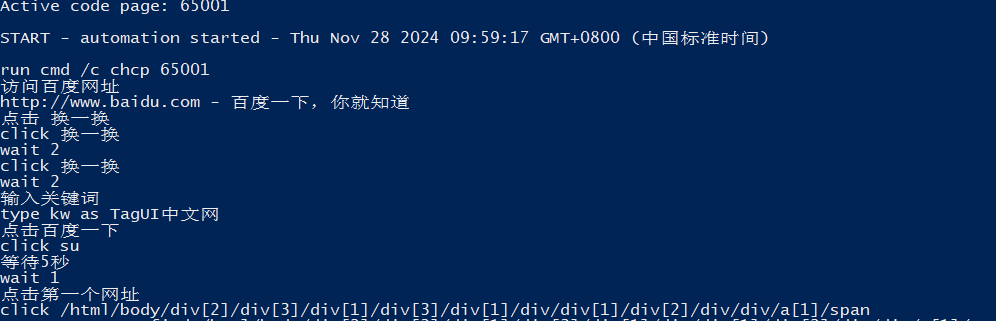 Active code page: 65001
START - automation started - Thu Nov 28 2024 09:59:17 GMT+0800 (中国标准时间)
run cmd /c chcp 65001
访问百度网址
http://www.baidu.com - 百度一下，你就知道
点击 换一换
click 换一换
wait 2
click 换一换
wait 2
输入关键词
type kw as TagUI中文网
点击百度一下
click su
等待5秒
wait 1
点击第一个网址
click /html/body/div[2]/div[3]/div[1]/div[3]/div[1]/div/div[1]/div[2]/div/div/a[1]/span